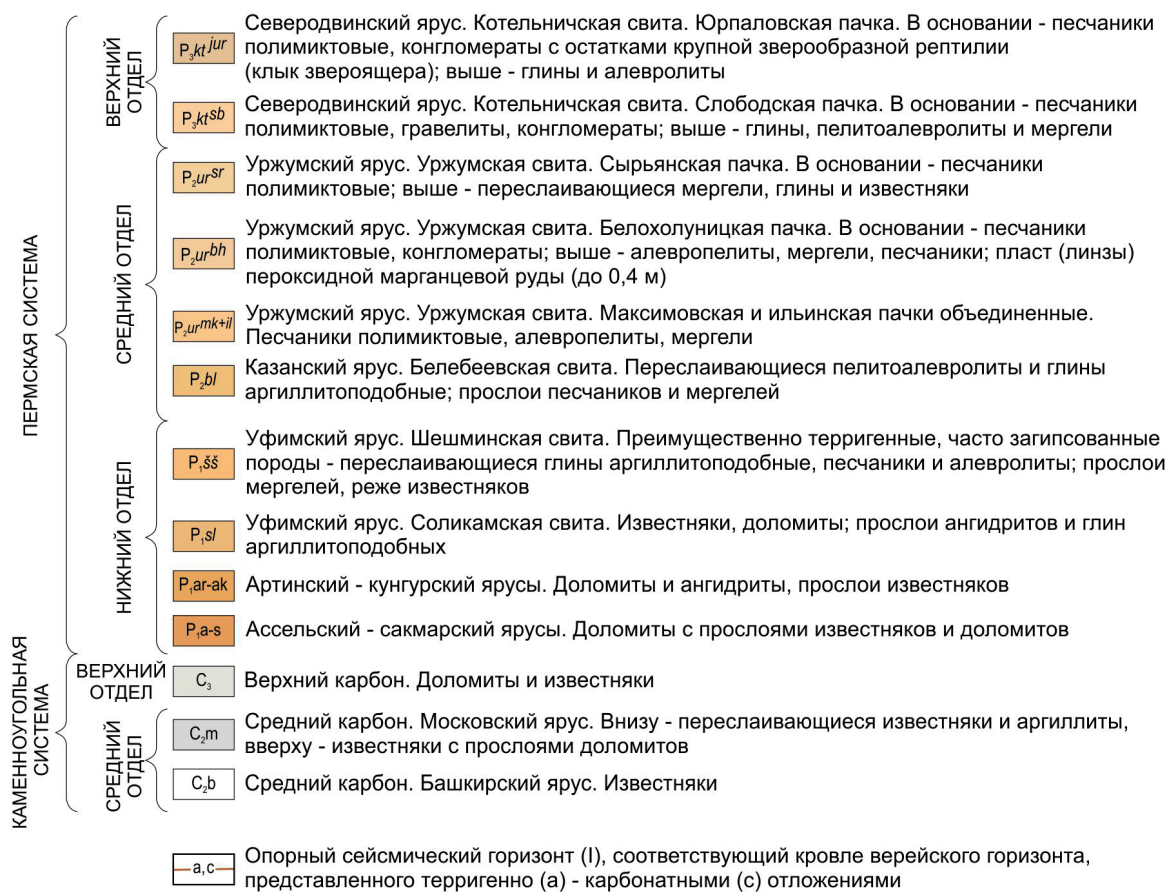 ПЕРМСКАЯ СИСТЕМА
ВЕРХНИЙ
ОТДЕЛ
P₃kt jur
Северодвинский ярус. Котельничская свита. Юрпаловская пачка. В основании - песчаники
полимиктовые, конгломераты с остатками крупной зверообразной рептилии
(клык звероящера); выше - глины и алевролиты
P₃kt sb
Северодвинский ярус. Котельничская свита. Слободская пачка. В основании - песчаники
полимиктовые, гравелиты, конгломераты; выше - глины, пелитоалевролиты и мергели
СРЕДНИЙ ОТДЕЛ
P₂ur sr
Уржумский ярус. Уржумская свита. Сырьянская пачка. В основании - песчаники
полимиктовые; выше - переслаивающиеся мергели, глины и известняки
P₂ur bh
Уржумский ярус. Уржумская свита. Белохолуницкая пачка. В основании - песчаники
полимиктовые, конгломераты; выше - алевропелиты, мергели, песчаники; пласт (линзы)
пероксидной марганцевой руды (до 0,4 м)
P₂ur mk+il
Уржумский ярус. Уржумская свита. Максимовская и ильинская пачки объединенные.
Песчаники полимиктовые, алевропелиты, мергели
P₂bl
Казанский ярус. Белебеевская свита. Переслаивающиеся пелитоалевролиты и глины
аргиллитоподобные; прослои песчаников и мергелей
НИЖНИЙ ОТДЕЛ
P₁šš
Уфимский ярус. Шешминская свита. Преимущественно терригенные, часто загипсованные
породы - переслаивающиеся глины аргиллитоподобные, песчаники и алевролиты; прослои
мергелей, реже известняков
P₁sl
Уфимский ярус. Соликамская свита. Известняки, доломиты; прослои ангидритов и глин
аргиллитоподобных
P₁ar-ak
Артинский - кунгурский ярусы. Доломиты и ангидриты, прослои известняков
P₁a-s
Ассельский - сакмарский ярусы. Доломиты с прослоями известняков и доломитов
КАМЕННОУГОЛЬНАЯ
СИСТЕМА
ВЕРХНИЙ
ОТДЕЛ
C₃
Верхний карбон. Доломиты и известняки
СРЕДНИЙ
ОТДЕЛ
C₂m
Средний карбон. Московский ярус. Внизу - переслаивающиеся известняки и аргиллиты,
вверху - известняки с прослоями доломитов
C₂b
Средний карбон. Башкирский ярус. Известняки
a,c
Опорный сейсмический горизонт (I), соответствующий кровле верейского горизонта,
представленного терригенно (a) - карбонатными (c) отложениями